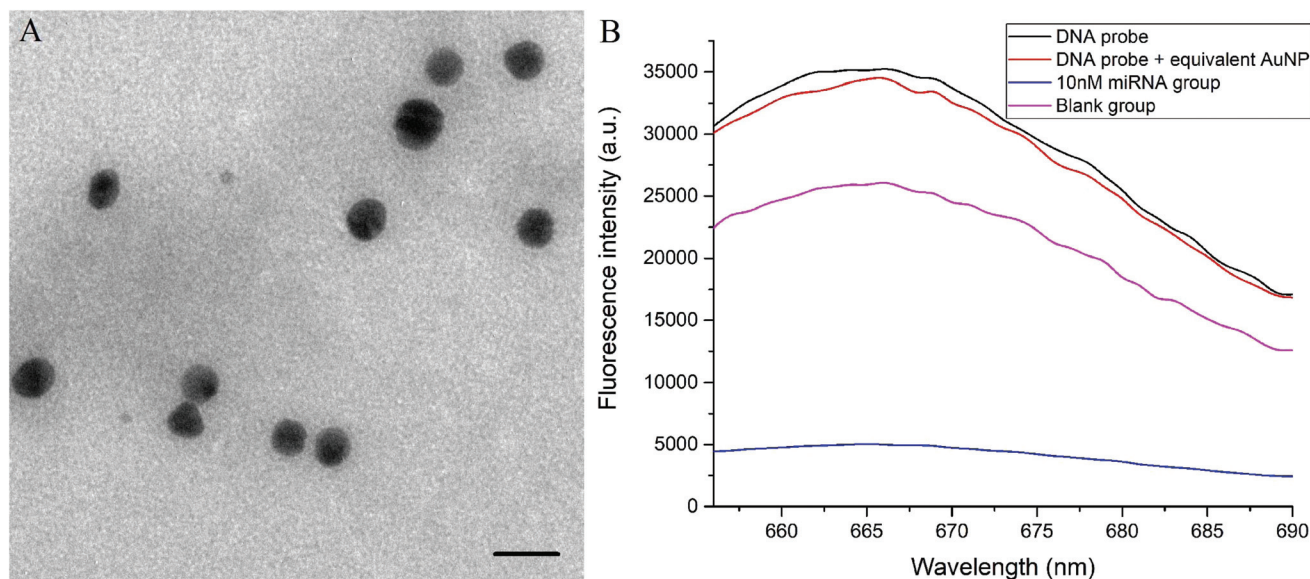 A
B
DNA probe
DNA probe + equivalent AuNP
10nM miRNA group
Blank group
35000
30000
25000
20000
15000
10000
5000
0
Fluorescence intensity (a.u.)
660
665
670
675
680
685
690
Wavelength (nm)